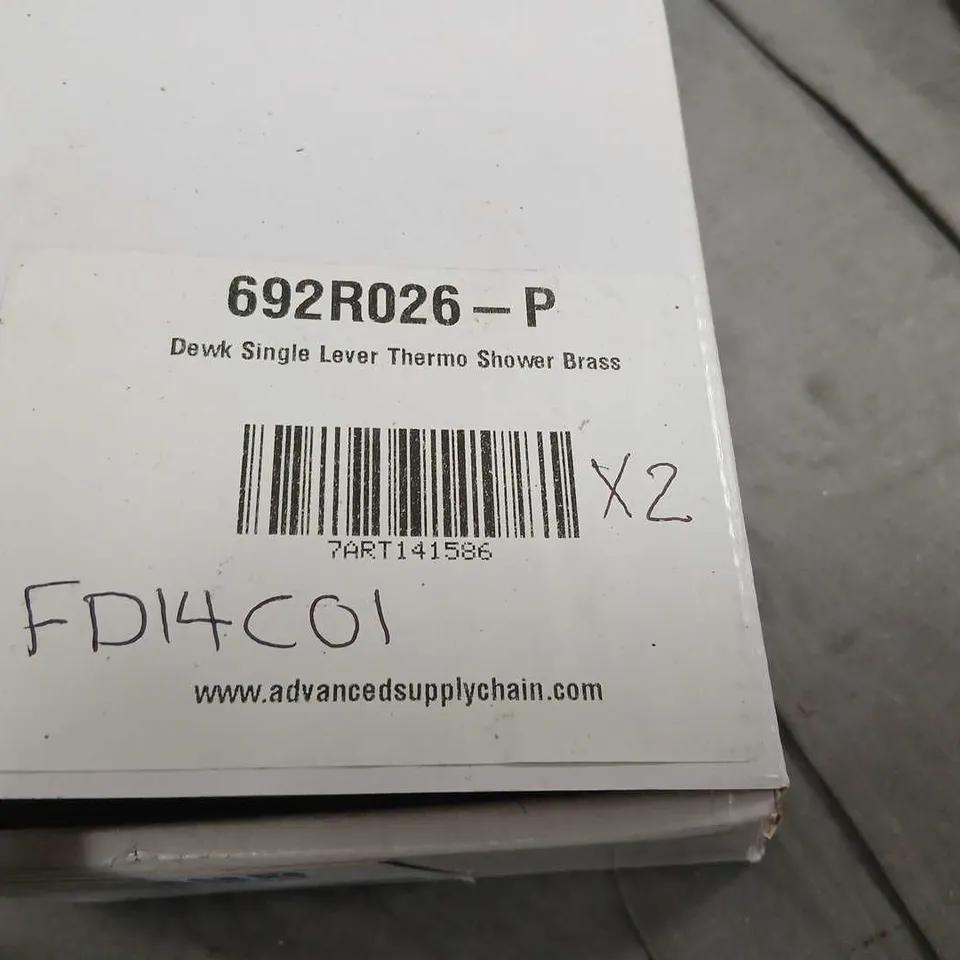 692R026 – P
Dewk Single Lever Thermo Shower Brass
X2
7ART141586
FD14C01
www.advancedsupplychain.com